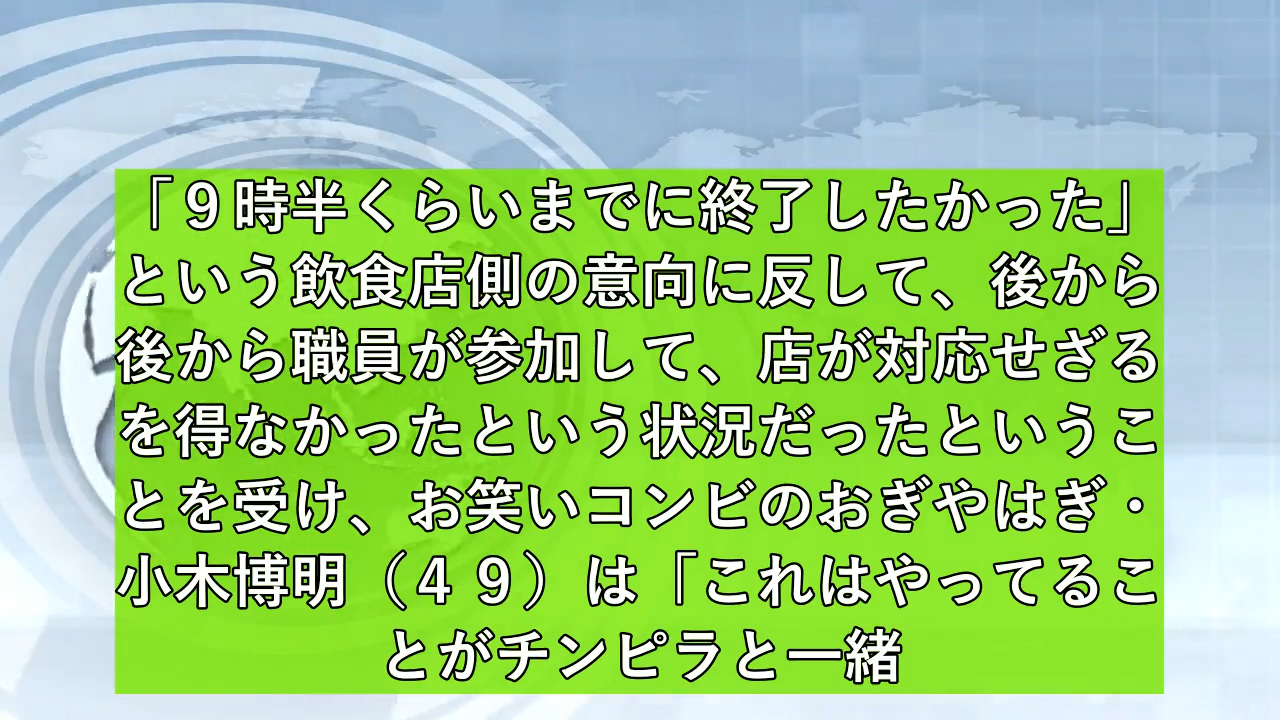 「９時半くらいまでに終了したかった」
という飲食店側の意向に反して、後から
後から職員が参加して、店が対応せざる
を得なかったという状況だったというこ
とを受け、お笑いコンビのおぎやはぎ・
小木博明（４９）は「これはやってるこ
とがチンピラと一緒